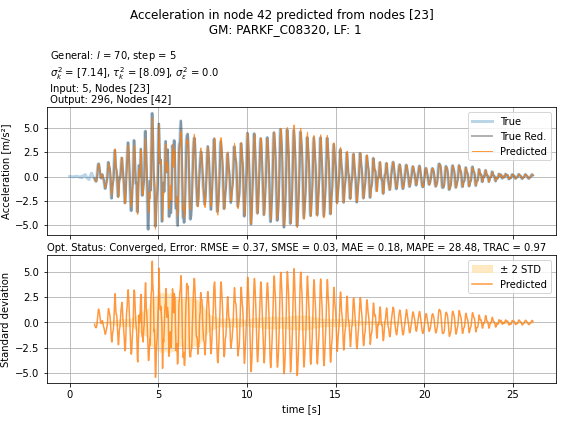 Acceleration in node 42 predicted from nodes [23]
GM: PARKF_C08320, LF: 1
General: l = 70, step = 5
σ²ₖ = [7.14], τ²ₖ = [8.09], σ²ε = 0.0
Input: 5, Nodes [23]
Output: 296, Nodes [42]
Acceleration [m/s²]
5.0
2.5
0.0
−2.5
−5.0
True
True Red.
Predicted
Opt. Status: Converged, Error: RMSE = 0.37, SMSE = 0.03, MAE = 0.18, MAPE = 28.48, TRAC = 0.97
Standard deviation
5.0
2.5
0.0
−2.5
−5.0
± 2 STD
Predicted
0 5 10 15 20 25
time [s]